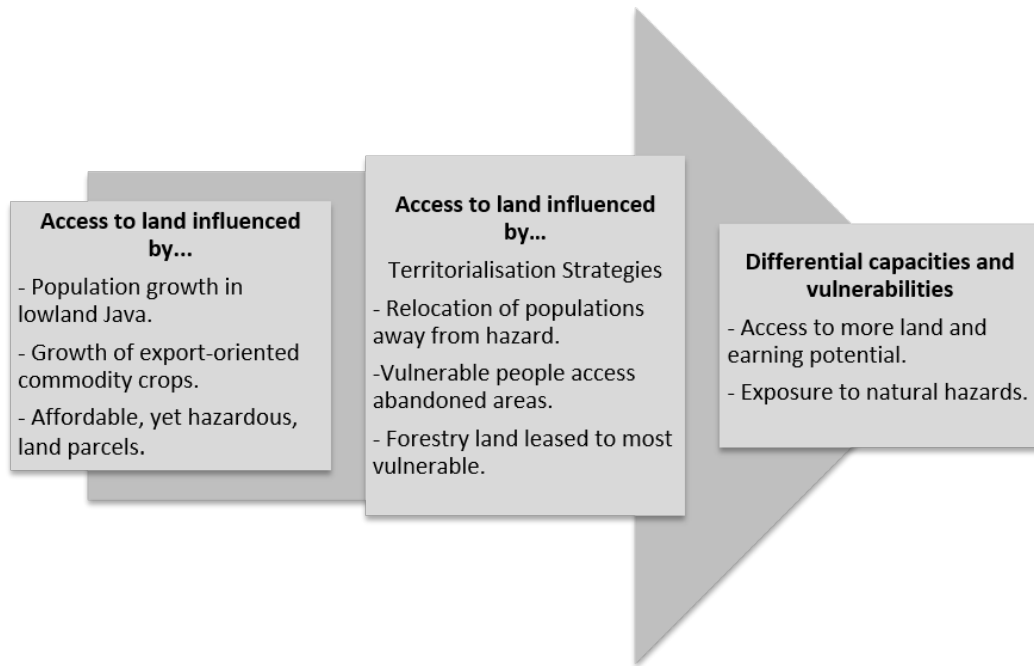 Access to land influenced
by...
- Population growth in
lowland Java.
- Growth of export-oriented
commodity crops.
- Affordable, yet hazardous,
land parcels.
Access to land influenced
by…
Territorialisation Strategies
- Relocation of populations
away from hazard.
-Vulnerable people access
abandoned areas.
- Forestry land leased to most
vulnerable.
Differential capacities and
vulnerabilities
- Access to more land and
earning potential.
- Exposure to natural hazards.